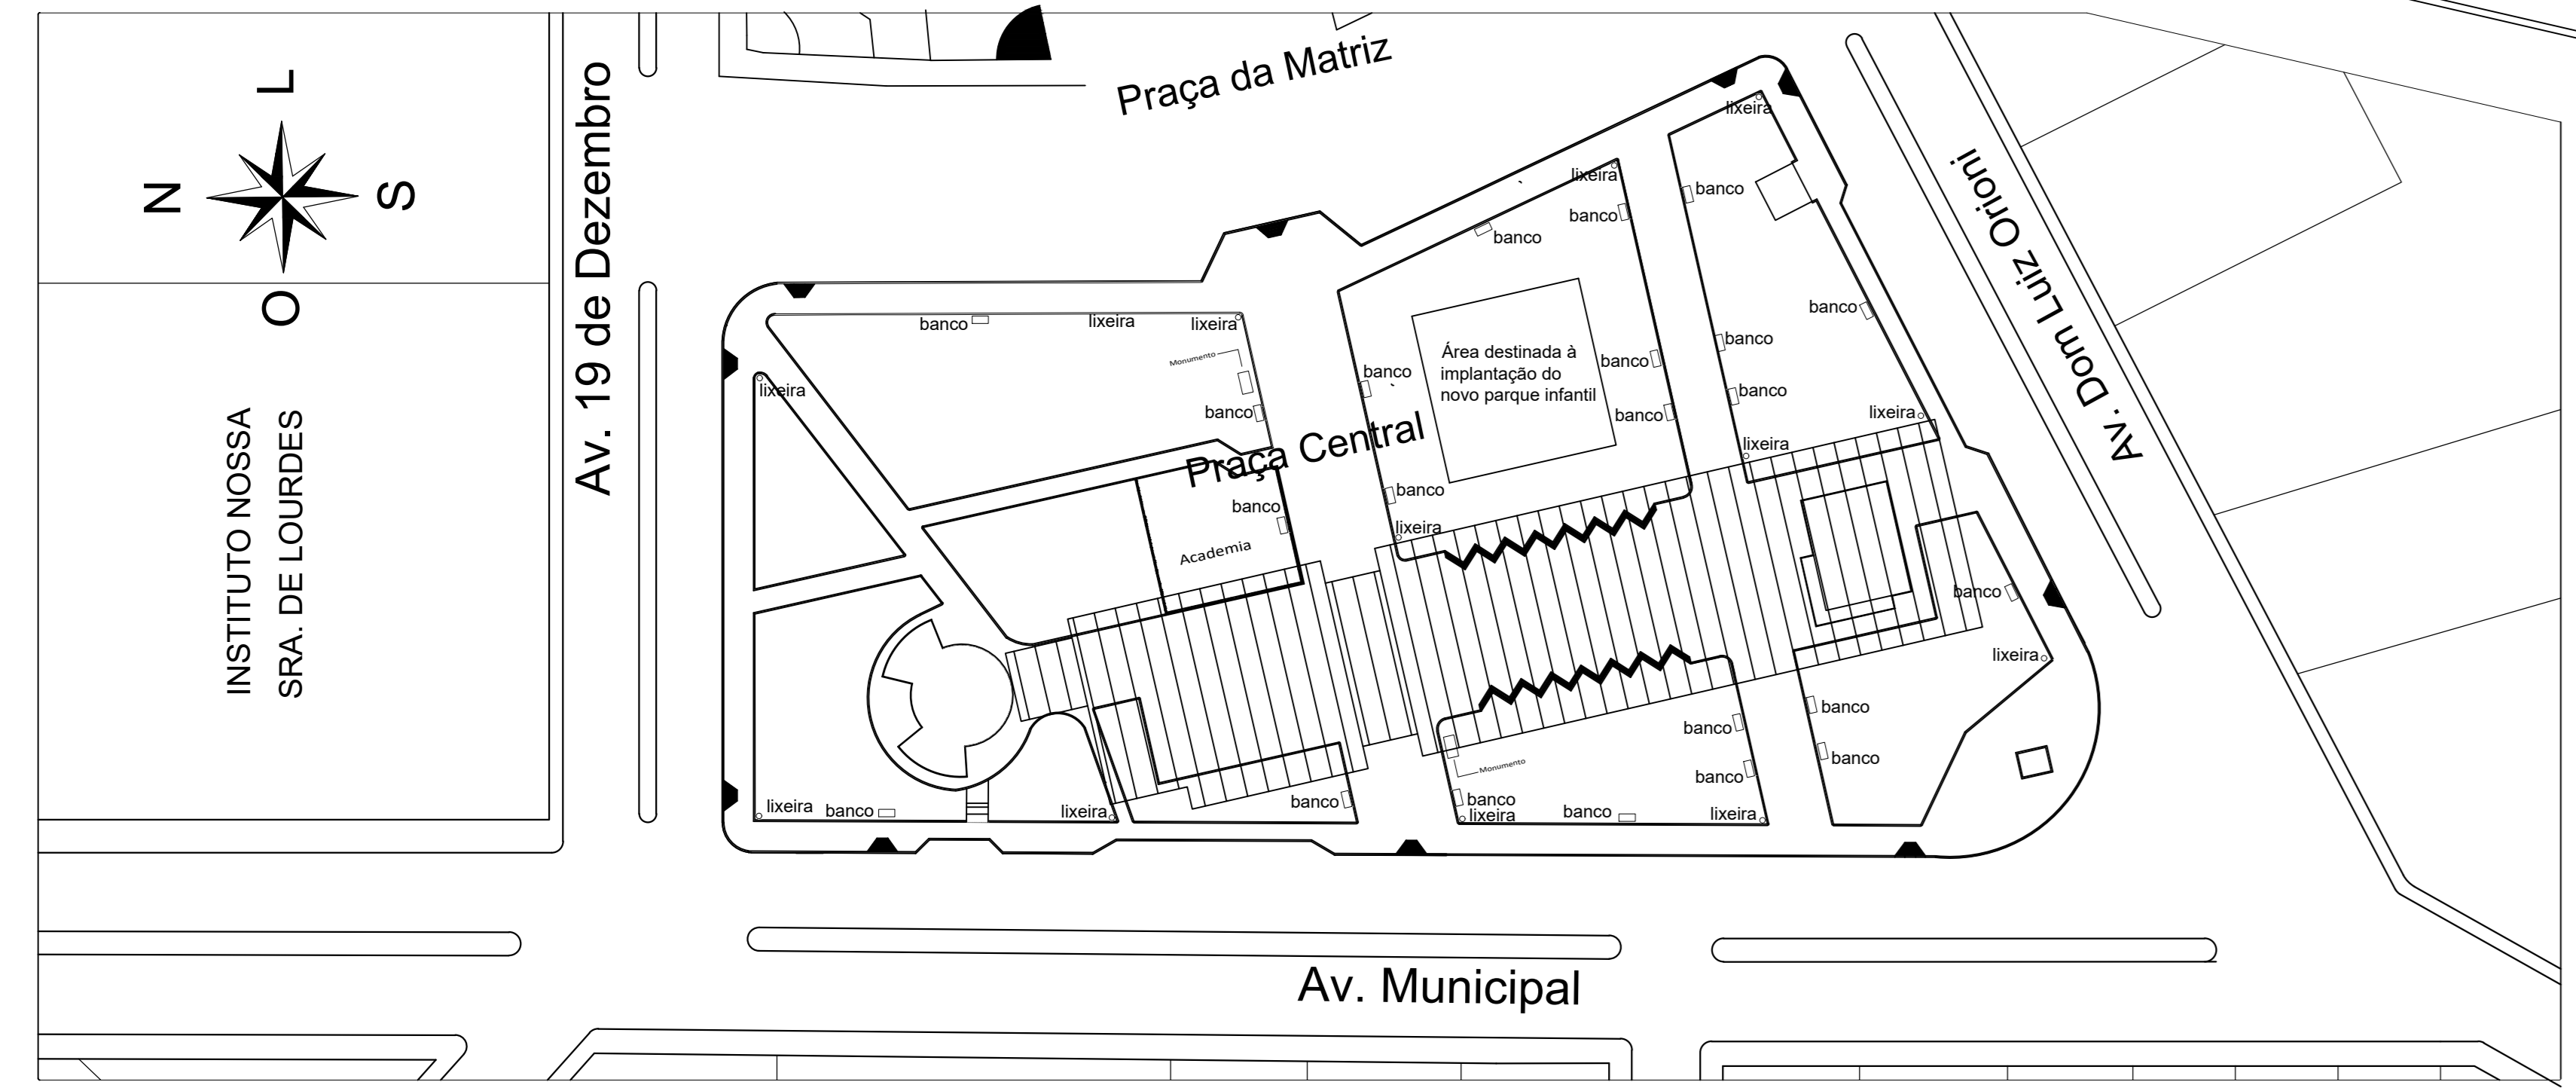 L
N
S
O
INSTITUTO NOSSA
SRA. DE LOURDES
Av. 19 de Dezembro
Praça da Matriz
Av. Dom Luiz Orioni
Praça Central
Av. Municipal
lixeira
lixeira
banco
banco
banco
banco
lixeira
lixeira
banco
Monumento
banco
lixeira
banco
Área destinada à
implantação do
novo parque infantil
banco
banco
banco
banco
banco
lixeira
lixeira
banco
lixeira
banco
Academia
banco
lixeira
banco
banco
banco
banco
banco
Monumento
lixeira
banco
lixeira
banco
banco
lixeira
banco
lixeira